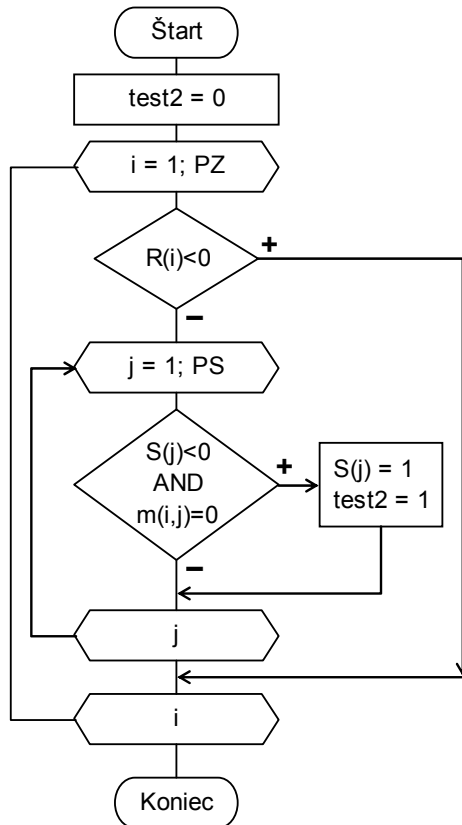 Štart
test2 = 0
i = 1; PZ
+
R(i)<0
–
j = 1; PS
S(j)<0
AND
m(i,j)=0
+
S(j) = 1
test2 = 1
–
j
i
Koniec